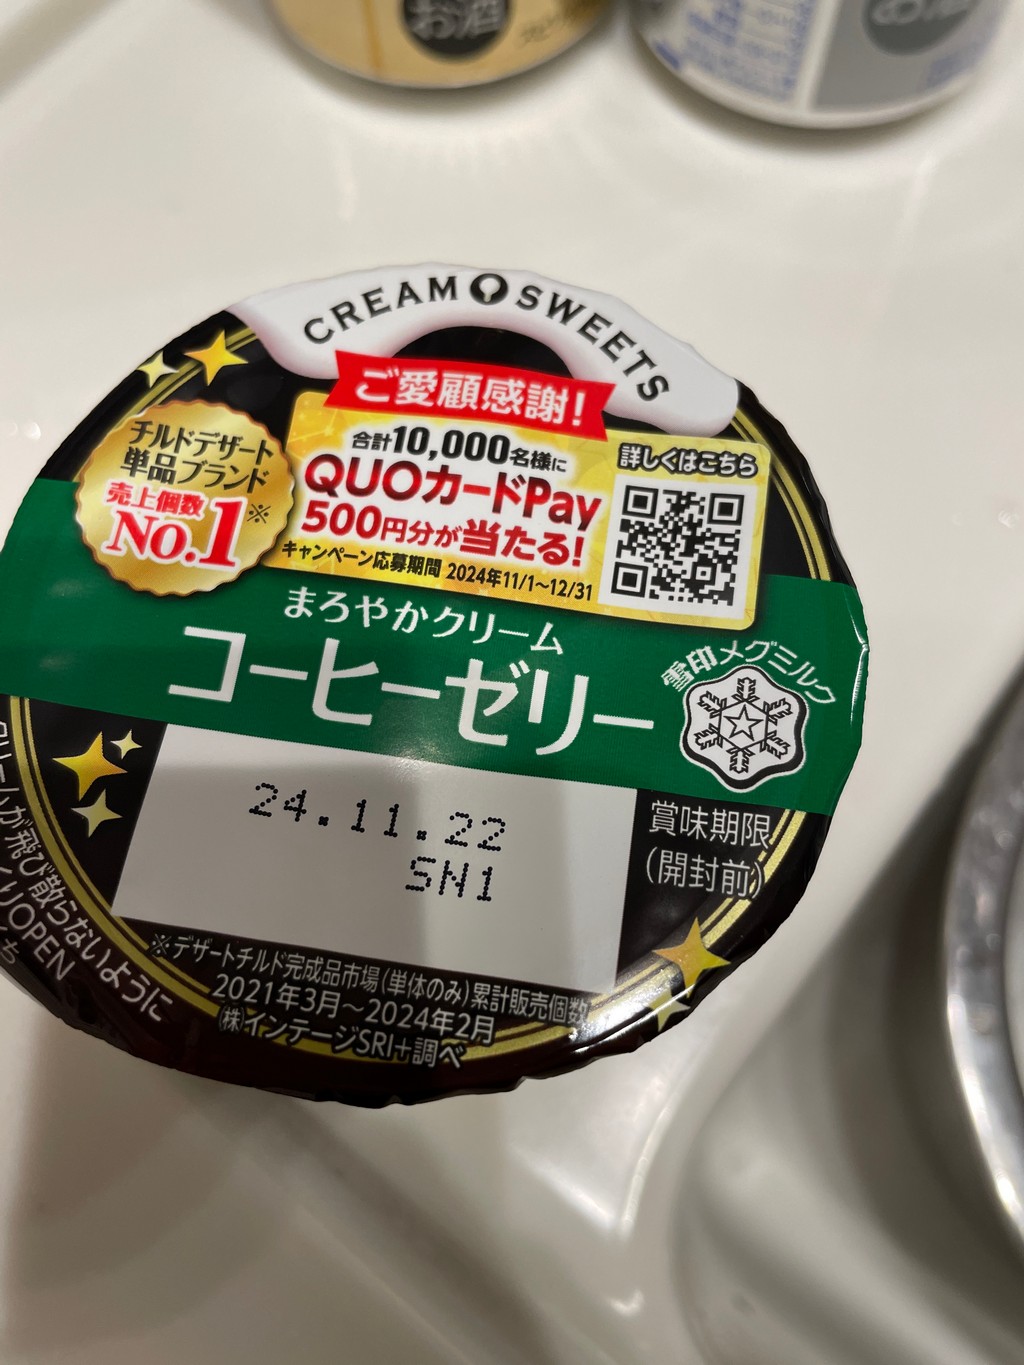 お酒
お酒
CREAM SWEETS
ご愛顧感謝!
チルドデザート
単品ブランド
売上個数
No.1※
合計10,000名様に
QUOカードPay
500円分が当たる!
キャンペーン応募期間 2024年11/1~12/31
詳しくはこちら
まろやかクリーム
コーヒーゼリー
雪印メグミルク
24.11.22
SN1
賞味期限
(開封前)
※デザートチルド完成品市場(単体のみ)累計販売個数
2021年3月~2024年2月
(株)インテージSRI+調べ
クリームが飛び散らないように
OPEN